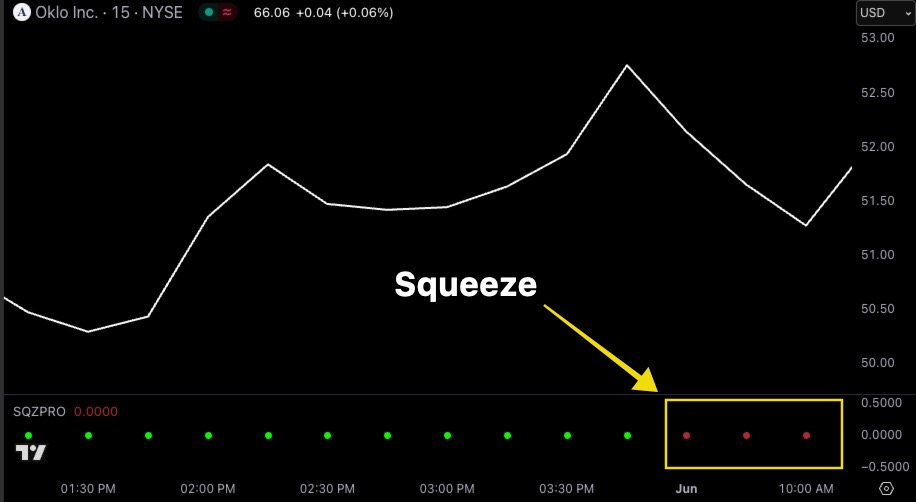 A Oklo Inc. · 15 · NYSE ≈ 66.06 +0.04 (+0.06%) USD
53.00
52.50
52.00
51.50
51.00
Squeeze
50.50
50.00
SQZPRO 0.0000
0.5000
0.0000
−0.5000
01:30 PM 02:00 PM 02:30 PM 03:00 PM 03:30 PM Jun 10:00 AM